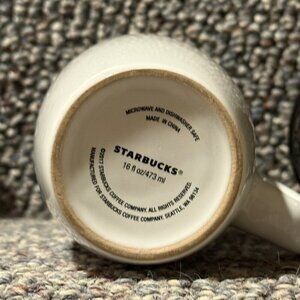 MICROWAVE AND DISHWASHER SAFE
MADE IN CHINA
STARBUCKS®
16 fl oz/473 ml
©2017 STARBUCKS COFFEE COMPANY. ALL RIGHTS RESERVED.
MANUFACTURED FOR STARBUCKS COFFEE COMPANY, SEATTLE, WA 98134